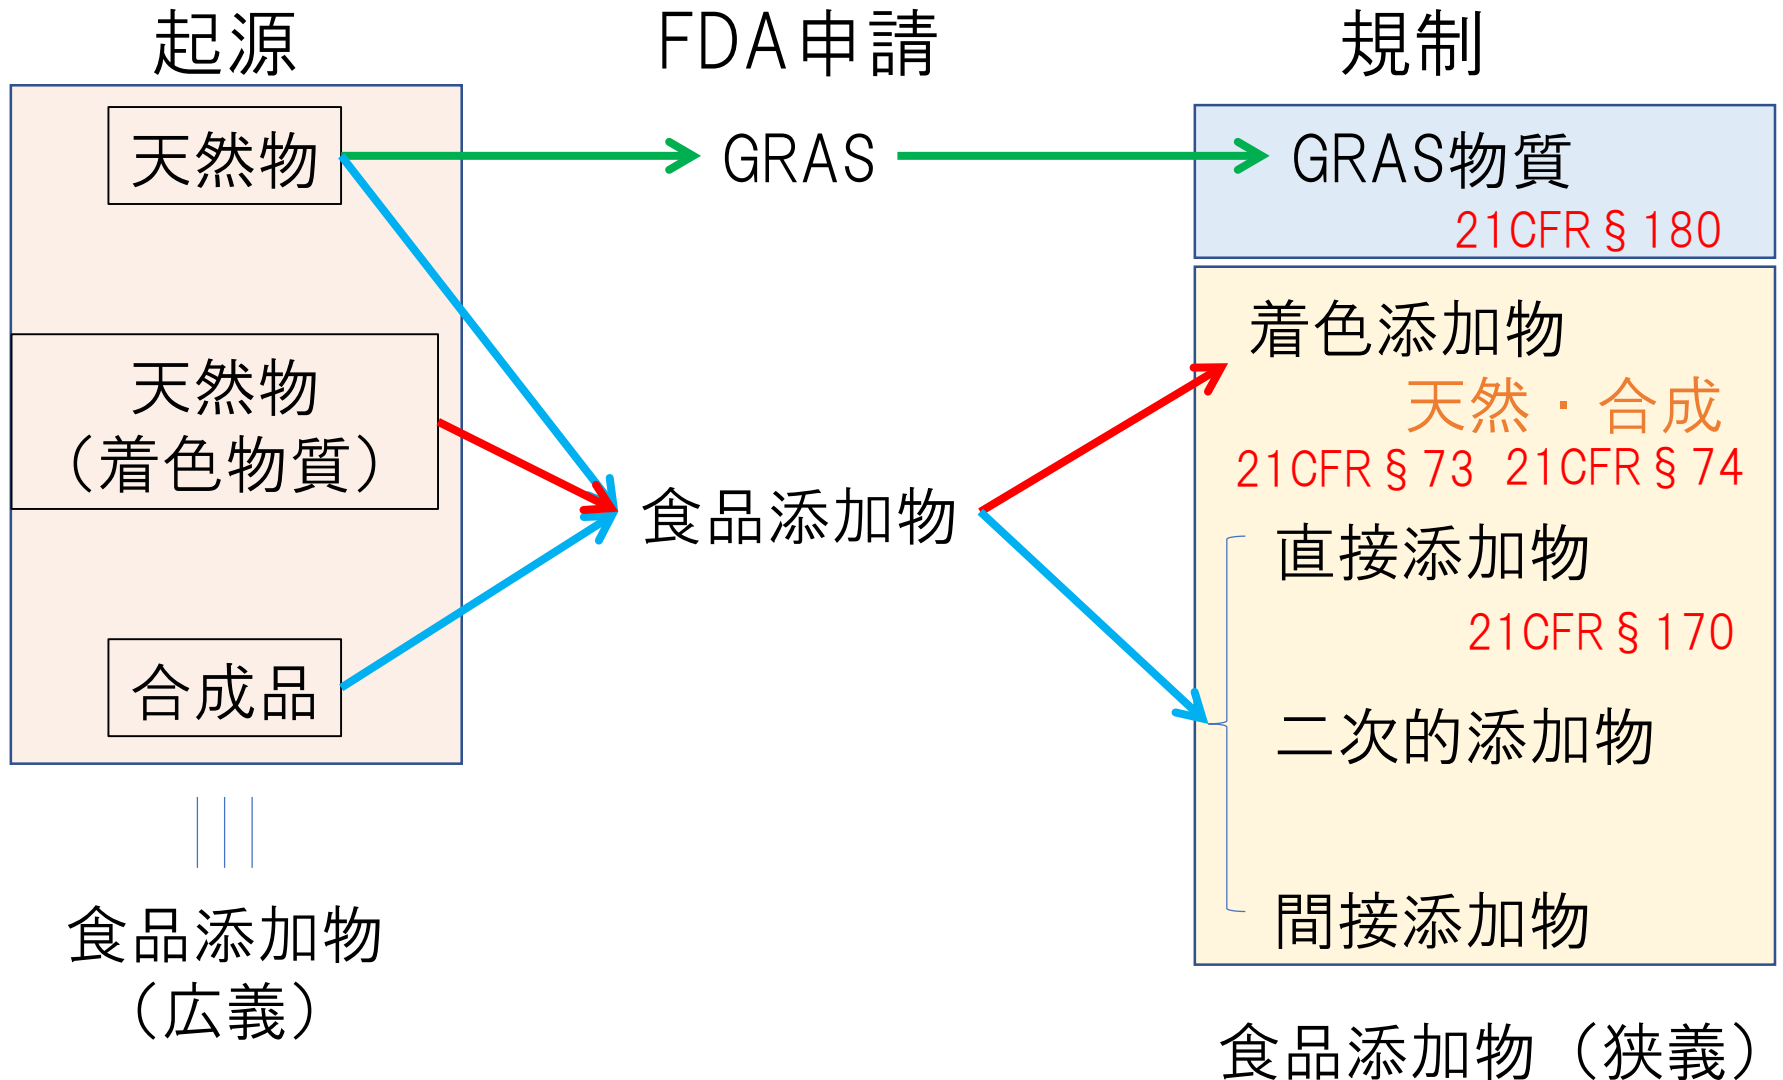 起源
FDA申請
規制
天然物
GRAS
GRAS物質
21CFR§180
天然物
（着色物質）
合成品
食品添加物
着色添加物
天然・合成
21CFR§73 21CFR§74
直接添加物
21CFR§170
二次的添加物
間接添加物
食品添加物
（広義）
食品添加物（狭義）